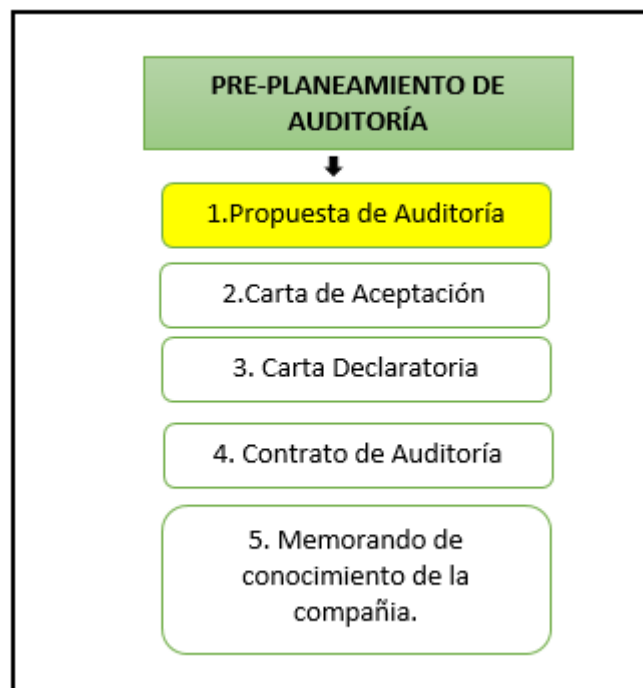 PRE-PLANEAMIENTO DE
AUDITORÍA
1.Propuesta de Auditoría
2.Carta de Aceptación
3. Carta Declaratoria
4. Contrato de Auditoría
5. Memorando de
conocimiento de la
compañia.